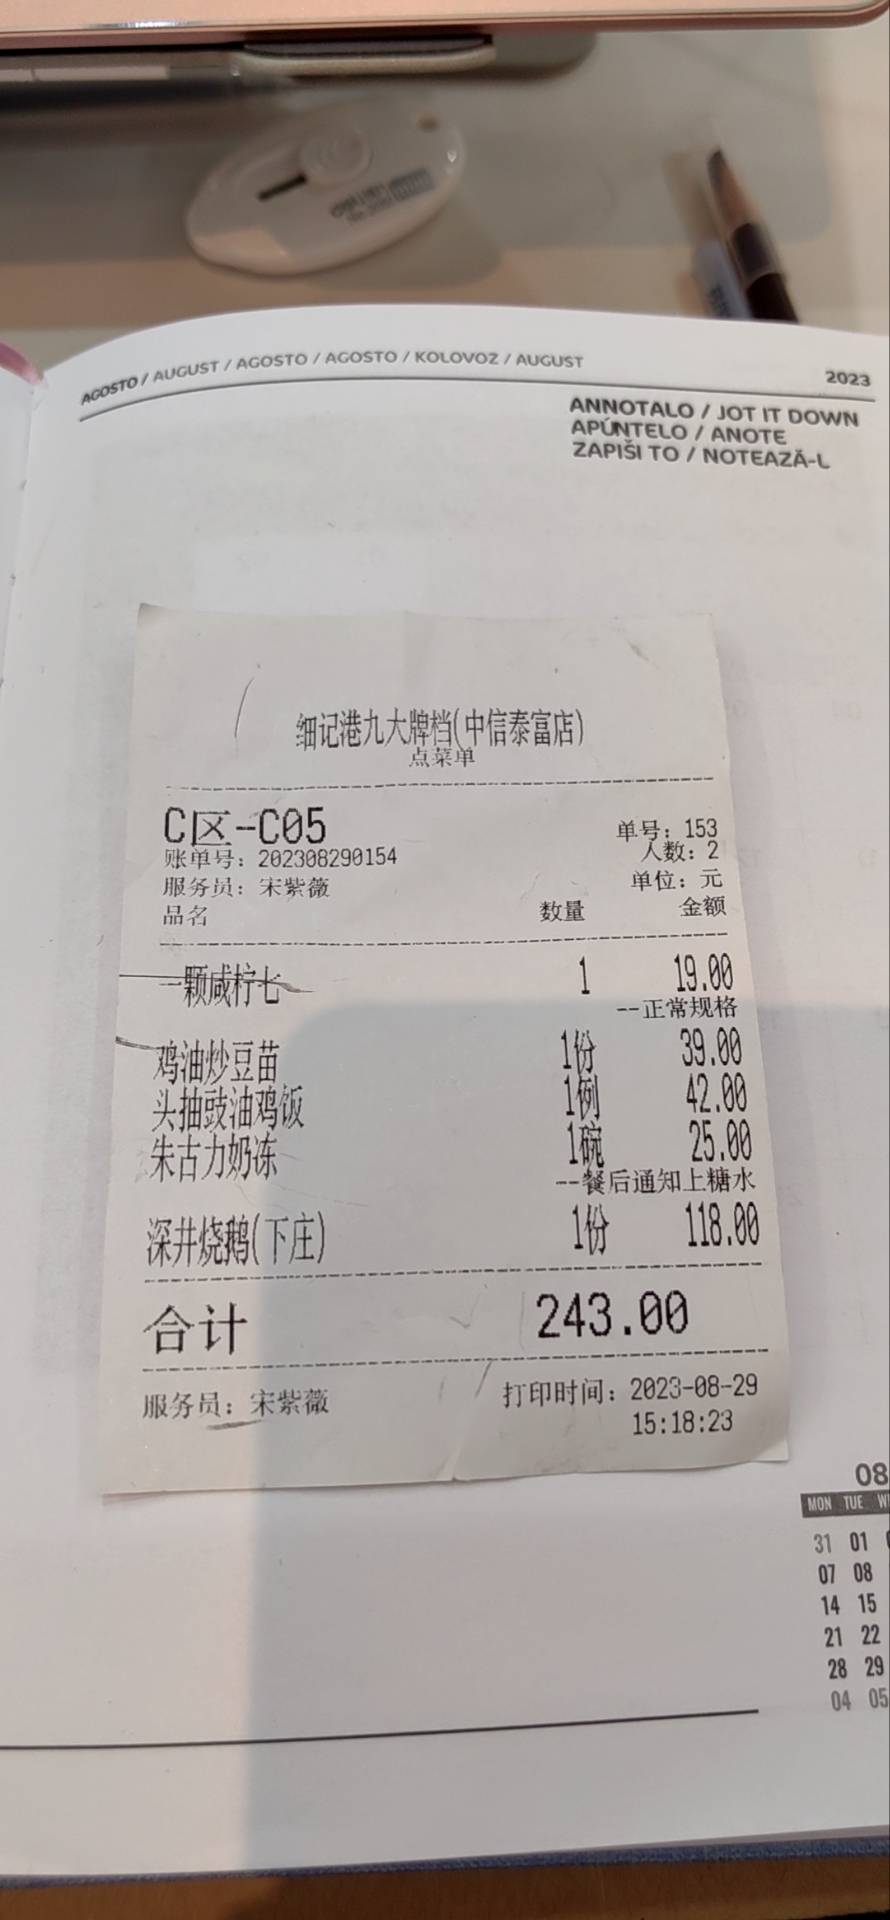 AGOSTO / AUGUST / AGOSTO / AGOSTO / KOLOVOZ / AUGUST
2023
ANNOTALO / JOT IT DOWN
APÚNTELO / ANOTE
ZAPIŠI TO / NOTEAZĂ-L
细记港九大牌档(中信泰富店)
点菜单
C区-C05 单号: 153
账单号: 202308290154 人数: 2
服务员: 宋紫薇 单位: 元
品名 数量 金额
一颗咸柠七 1 19.00
--正常规格
鸡油炒豆苗 1份 39.00
头抽豉油鸡饭 1例 42.00
朱古力奶冻 1碗 25.00
--餐后通知上糖水
深井烧鹅(下庄) 1份 118.00
合计 243.00
服务员: 宋紫薇 打印时间: 2023-08-29
15:18:23
08
MON TUE
31 01
07 08
14 15
21 22
28 29
04 05